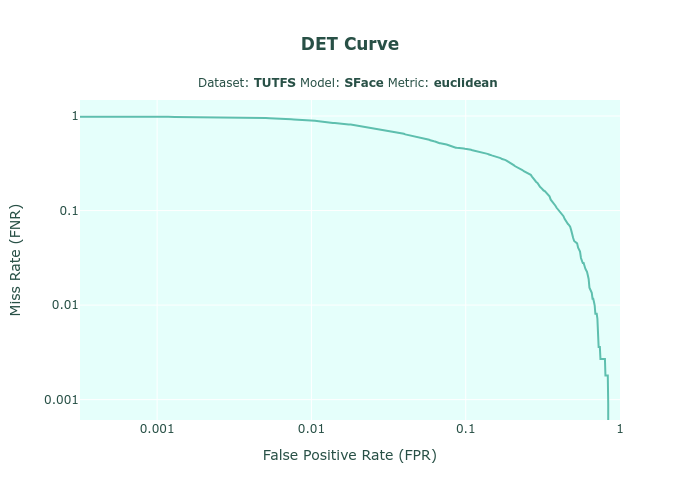 DET Curve
Dataset: TUTFS Model: SFace Metric: euclidean
1
0.1
0.01
0.001
Miss Rate (FNR)
0.001
0.01
0.1
1
False Positive Rate (FPR)